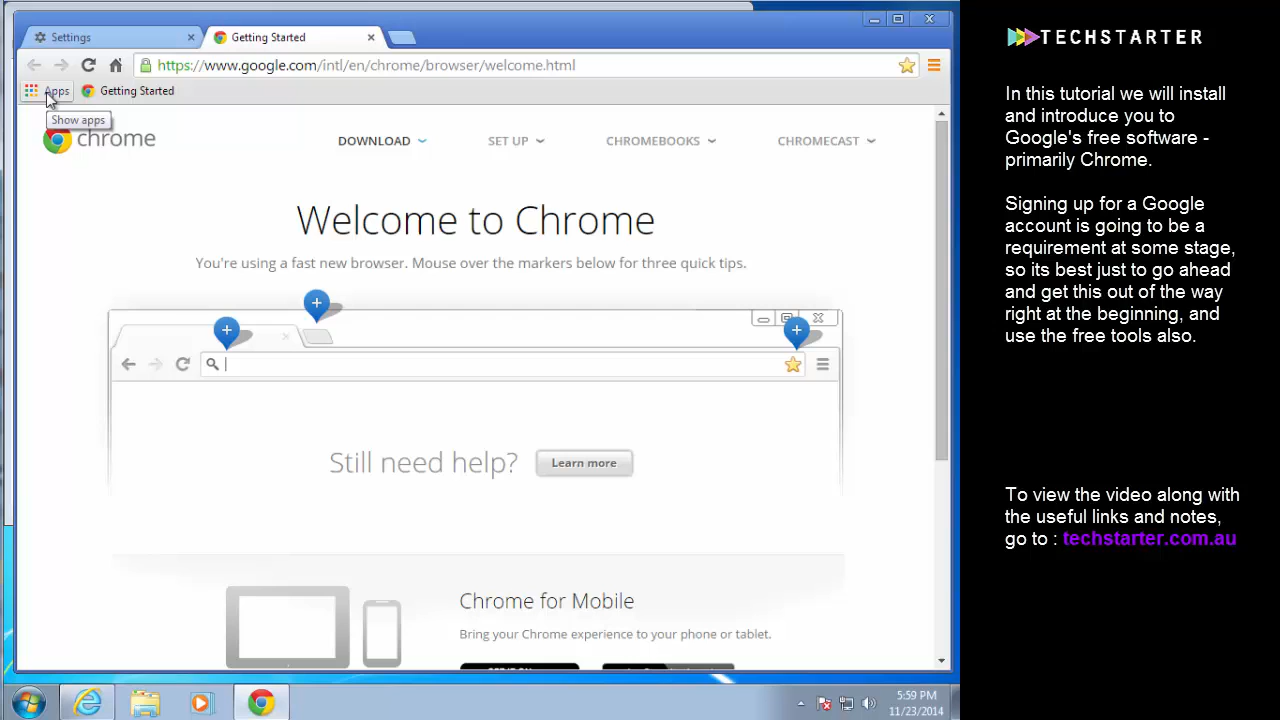 Settings
Getting Started
https://www.google.com/intl/en/chrome/browser/welcome.html
Apps
Getting Started
Show apps
chrome
DOWNLOAD
SET UP
CHROMEBOOKS
CHROMECAST
Welcome to Chrome
You're using a fast new browser. Mouse over the markers below for three quick tips.
Still need help?
Learn more
Chrome for Mobile
Bring your Chrome experience to your phone or tablet.
5:59 PM
11/23/2014
TECHSTARTER
In this tutorial we will install
and introduce you to
Google's free software -
primarily Chrome.
Signing up for a Google
account is going to be a
requirement at some stage,
so its best just to go ahead
and get this out of the way
right at the beginning, and
use the free tools also.
To view the video along with
the useful links and notes,
go to : techstarter.com.au